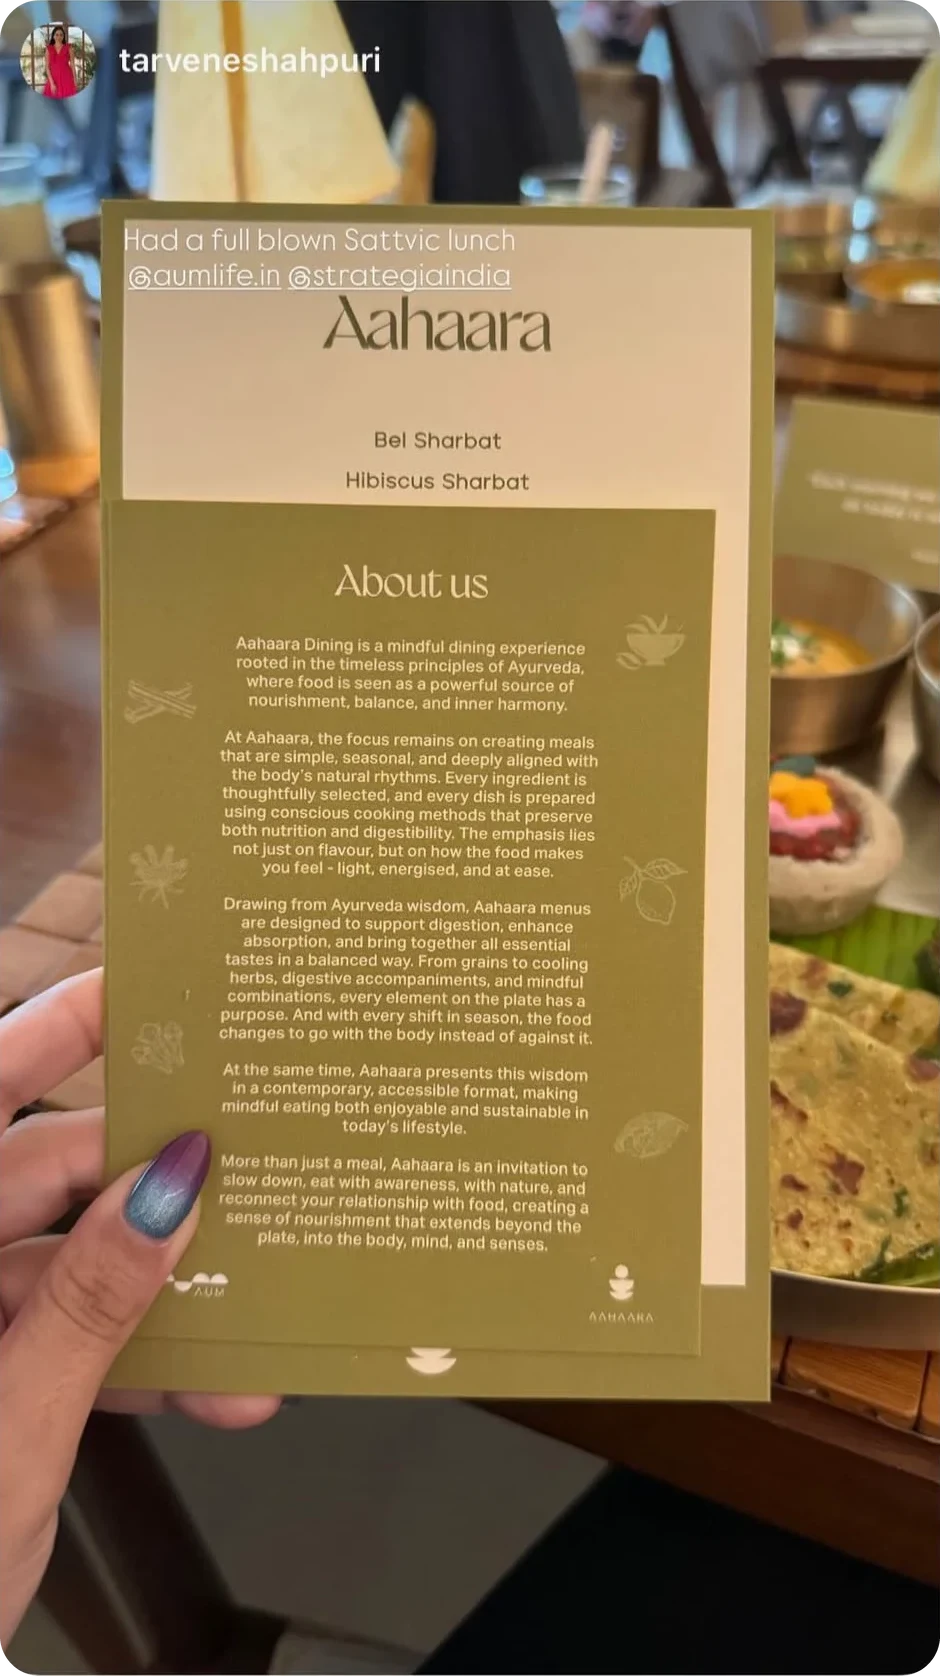 tarveneshahpuri
Had a full blown Sattvic lunch
@aumlife.in @strategiaindia
Aahaara
Bel Sharbat
Hibiscus Sharbat
About us
Aahaara Dining is a mindful dining experience
rooted in the timeless principles of Ayurveda,
where food is seen as a powerful source of
nourishment, balance, and inner harmony.
At Aahaara, the focus remains on creating meals
that are simple, seasonal, and deeply aligned with
the body's natural rhythms. Every ingredient is
thoughtfully selected, and every dish is prepared
using conscious cooking methods that preserve
both nutrition and digestibility. The emphasis lies
not just on flavour, but on how the food makes
you feel - light, energised, and at ease.
Drawing from Ayurveda wisdom, Aahaara menus
are designed to support digestion, enhance
absorption, and bring together all essential
tastes in a balanced way. From grains to cooling
herbs, digestive accompaniments, and mindful
combinations, every element on the plate has a
purpose. And with every shift in season, the food
changes to go with the body instead of against it.
At the same time, Aahaara presents this wisdom
in a contemporary, accessible format, making
mindful eating both enjoyable and sustainable in
today's lifestyle.
More than just a meal, Aahaara is an invitation to
slow down, eat with awareness, with nature, and
reconnect your relationship with food, creating a
sense of nourishment that extends beyond the
plate, into the body, mind, and senses.
AUM
AAHAARA